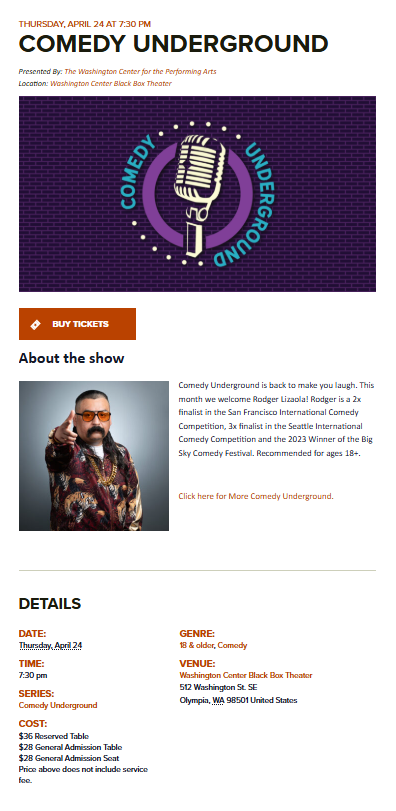 THURSDAY, APRIL 24 AT 7:30 PM
COMEDY UNDERGROUND
Presented By: The Washington Center for the Performing Arts
Location: Washington Center Black Box Theater
COMEDY UNDERGROUND
BUY TICKETS
About the show
Comedy Underground is back to make you laugh. This
month we welcome Rodger Lizaola! Rodger is a 2x
finalist in the San Francisco International Comedy
Competition, 3x finalist in the Seattle International
Comedy Competition and the 2023 Winner of the Big
Sky Comedy Festival. Recommended for ages 18+.
Click here for More Comedy Underground.
DETAILS
DATE:
Thursday, April 24
TIME:
7:30 pm
SERIES:
Comedy Underground
COST:
$36 Reserved Table
$28 General Admission Table
$28 General Admission Seat
Price above does not include service
fee.
GENRE:
18 & older, Comedy
VENUE:
Washington Center Black Box Theater
512 Washington St. SE
Olympia, WA 98501 United States